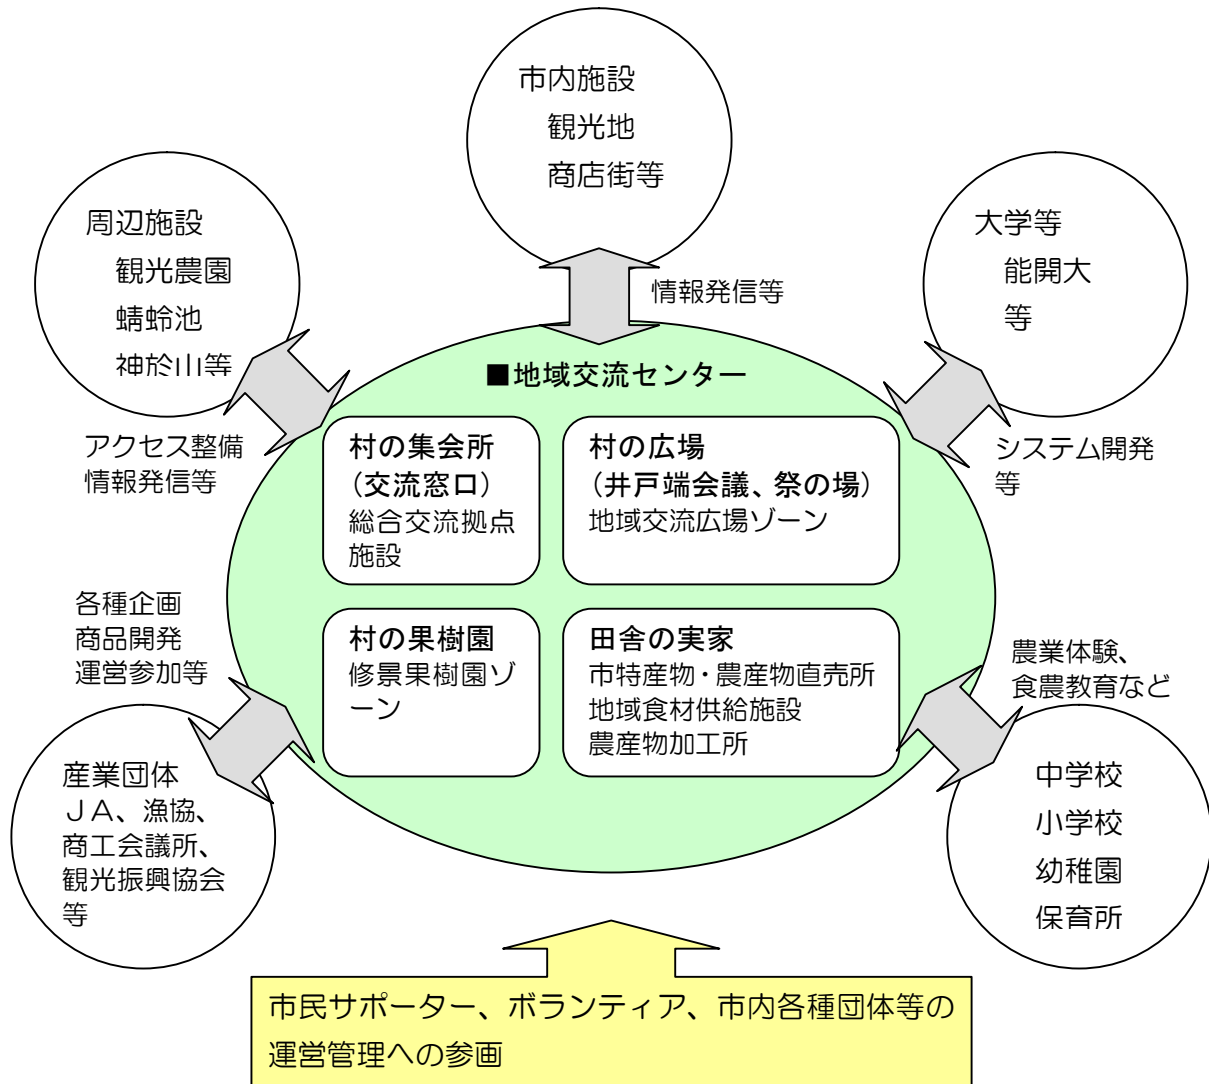 市内施設
観光地
商店街等
周辺施設
観光農園
蜻蛉池
神於山等
大学等
能開大
等
情報発信等
■地域交流センター
アクセス整備
情報発信等
システム開発
等
村の集会所
（交流窓口）
総合交流拠点
施設
村の広場
（井戸端会議、祭の場）
地域交流広場ゾーン
各種企画
商品開発
運営参加等
村の果樹園
修景果樹園ゾ
ーン
田舎の実家
市特産物・農産物直売所
地域食材供給施設
農産物加工所
農業体験、
食農教育など
産業団体
ＪＡ、漁協、
商工会議所、
観光振興協会
等
中学校
小学校
幼稚園
保育所
市民サポーター、ボランティア、市内各種団体等の
運営管理への参画